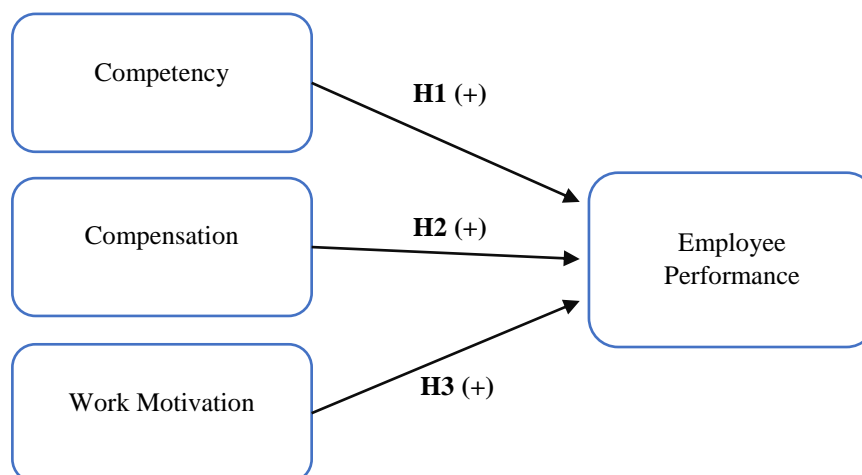 Competency
H1 (+)
Compensation
H2 (+)
Employee
Performance
Work Motivation
H3 (+)